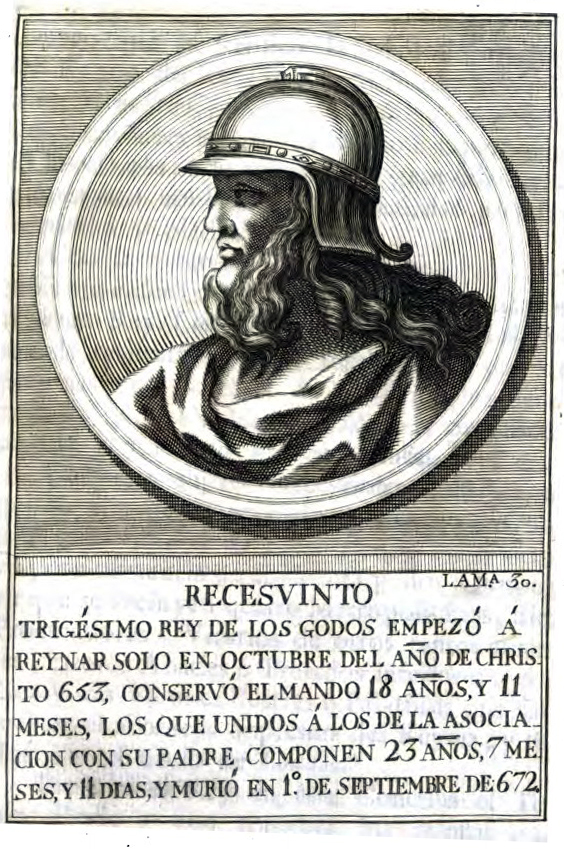 LAMA 30.
RECESVINTO
TRIGÉSIMO REY DE LOS GODOS EMPEZÓ Á
REYNAR SOLO EN OCTUBRE DEL AÑO DE CHRIS-
TO 653, CONSERVÓ EL MANDO 18 AÑOS, Y 11
MESES, LOS QUE UNIDOS Á LOS DE LA ASOCIA-
CION CON SU PADRE, COMPONEN 23 AÑOS, 7 ME-
SES, Y 11 DIAS, Y MURIÓ EN 1.º DE SEPTIEMBRE DE 672.